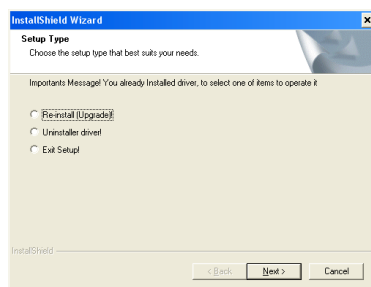 InstallShield Wizard
Setup Type
Choose the setup type that best suits your needs.
Importants Message! You already Installed driver, to select one of items to operate it
Re-install (Upgrade)!
Uninstaller driver!
Exit Setup!
InstallShield
< Back Next > Cancel